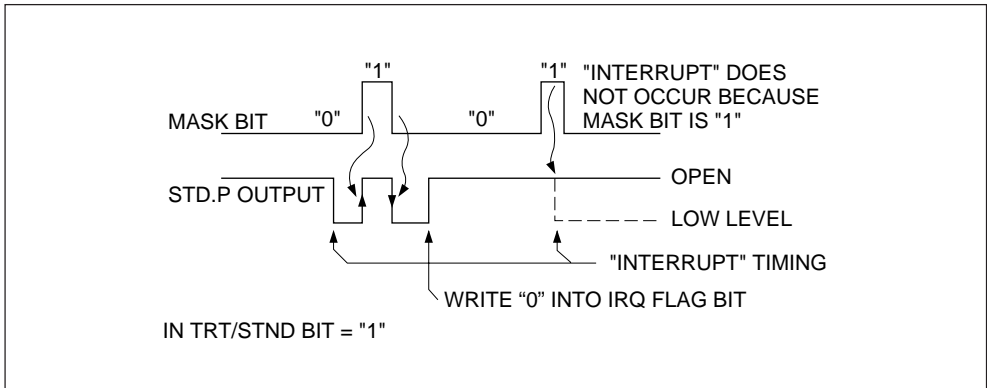 "1"
"1" "INTERRUPT" DOES
NOT OCCUR BECAUSE
MASK BIT IS "1"
MASK BIT "0" "0"
STD.P OUTPUT
OPEN
LOW LEVEL
"INTERRUPT" TIMING
WRITE “0” INTO IRQ FLAG BIT
IN TRT/STND BIT = "1"